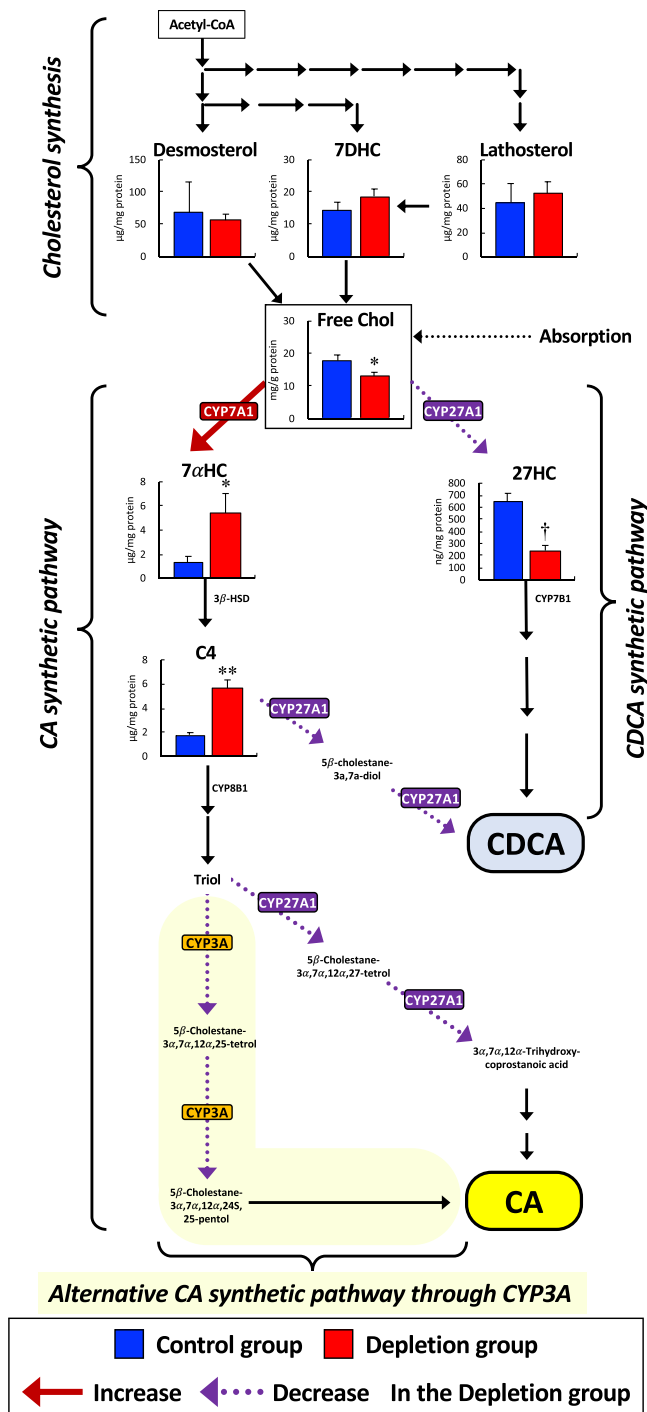 Acetyl-CoA
Cholesterol synthesis
Desmosterol
7DHC
Lathosterol
µg/mg protein
150
100
50
0
µg/mg protein
30
20
10
0
µg/mg protein
80
60
40
20
0
Free Chol
mg/g protein
30
20
10
0
*
Absorption
CYP7A1
CYP27A1
7αHC
µg/mg protein
8
6
4
2
0
*
27HC
ng/mg protein
800
700
600
500
400
300
200
100
0
†
3β-HSD
CYP7B1
CA synthetic pathway
CDCA synthetic pathway
C4
µg/mg protein
8
6
4
2
0
**
CYP27A1
5β-cholestane-
3a,7a-diol
CYP8B1
CYP27A1
CDCA
Triol
CYP27A1
CYP3A
5β-Cholestane-
3α,7α,12α,27-tetrol
CYP27A1
5β-Cholestane-
3α,7α,12α,25-tetrol
3α,7α,12α-Trihydroxy-
coprostanoic acid
CYP3A
5β-Cholestane-
3α,7α,12α,24S,
25-pentol
CA
Alternative CA synthetic pathway through CYP3A
Control group
Depletion group
Increase
Decrease
In the Depletion group